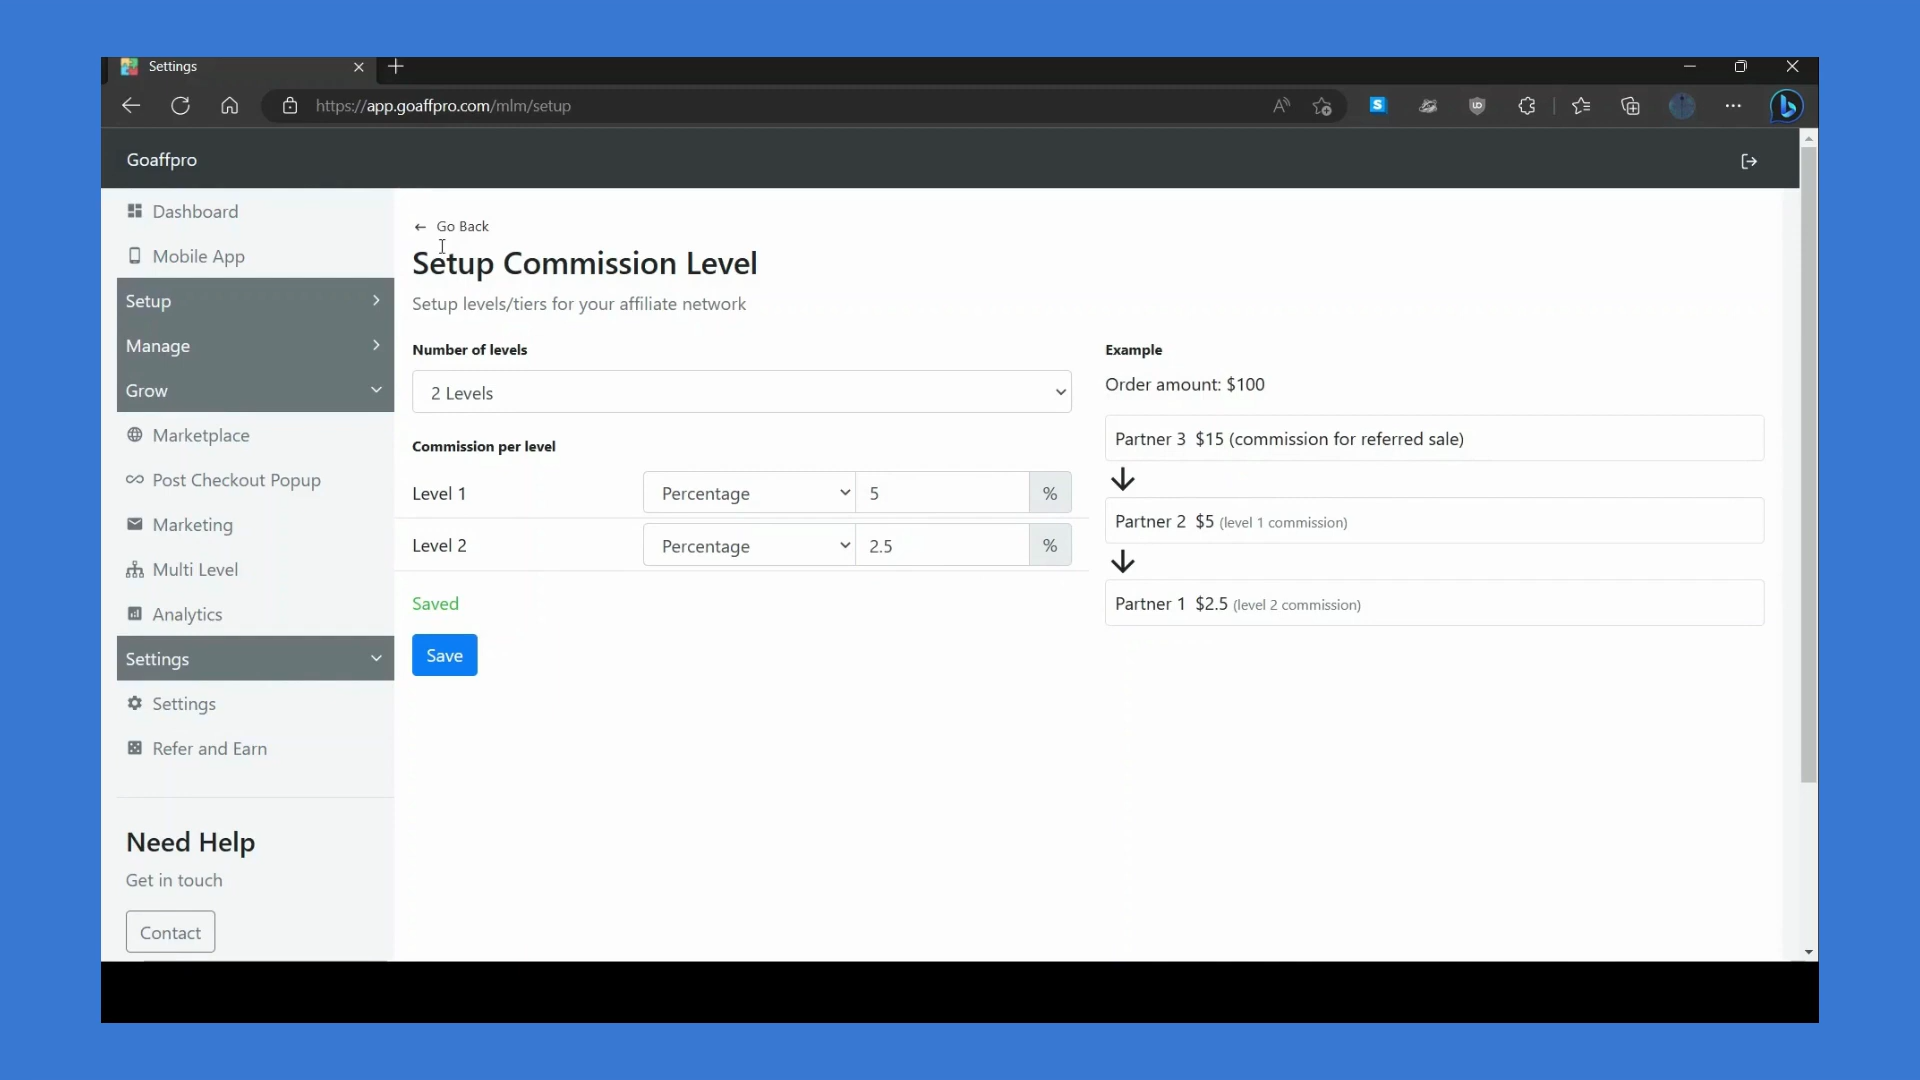 Settings
https://app.goaffpro.com/mlm/setup
Goaffpro
Dashboard
Mobile App
Setup
Manage
Grow
Marketplace
Post Checkout Popup
Marketing
Multi Level
Analytics
Settings
Settings
Refer and Earn
Need Help
Get in touch
Contact
Go Back
Setup Commission Level
Setup levels/tiers for your affiliate network
Number of levels
2 Levels
Commission per level
Level 1 Percentage 5 %
Level 2 Percentage 2.5 %
Saved
Save
Example
Order amount: $100
Partner 3 $15 (commission for referred sale)
Partner 2 $5 (level 1 commission)
Partner 1 $2.5 (level 2 commission)